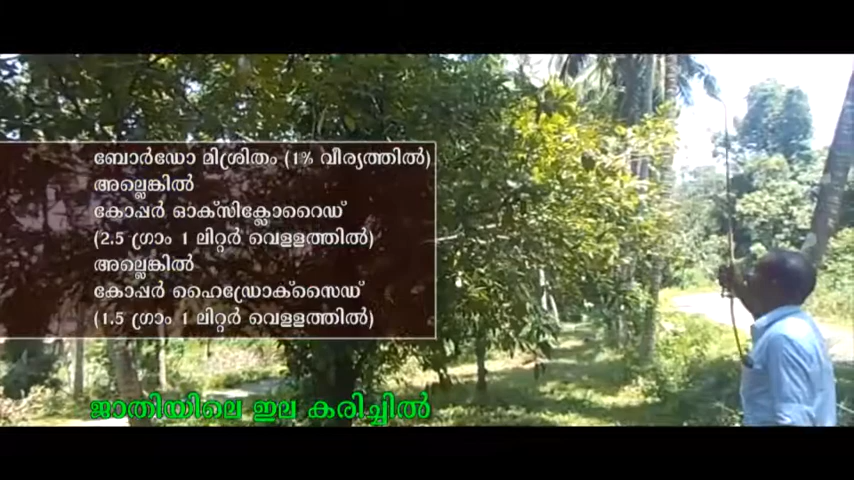 ബോർഡോ മിശ്രിതം (1% വീര്യത്തിൽ)
അല്ലെങ്കിൽ
കോപ്പർ ഓക്സിക്ലോറൈഡ്
(2.5 ഗ്രാം 1 ലിറ്റർ വെള്ളത്തിൽ)
അല്ലെങ്കിൽ
കോപ്പർ ഹൈഡ്രോക്സൈഡ്
(1.5 ഗ്രാം 1 ലിറ്റർ വെള്ളത്തിൽ)
ജാതിയിലെ ഇല കരിച്ചിൽ